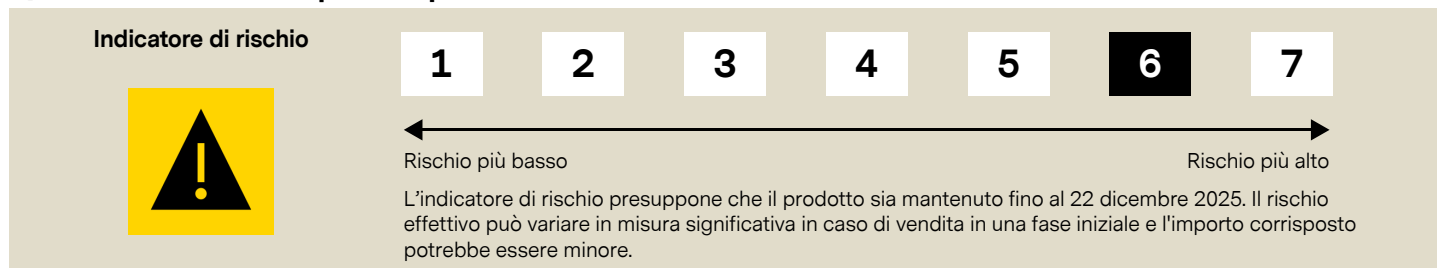 Indicatore di rischio
1 2 3 4 5 6 7
Rischio più basso
Rischio più alto
L'indicatore di rischio presuppone che il prodotto sia mantenuto fino al 22 dicembre 2025. Il rischio
effettivo può variare in misura significativa in caso di vendita in una fase iniziale e l'importo corrisposto
potrebbe essere minore.